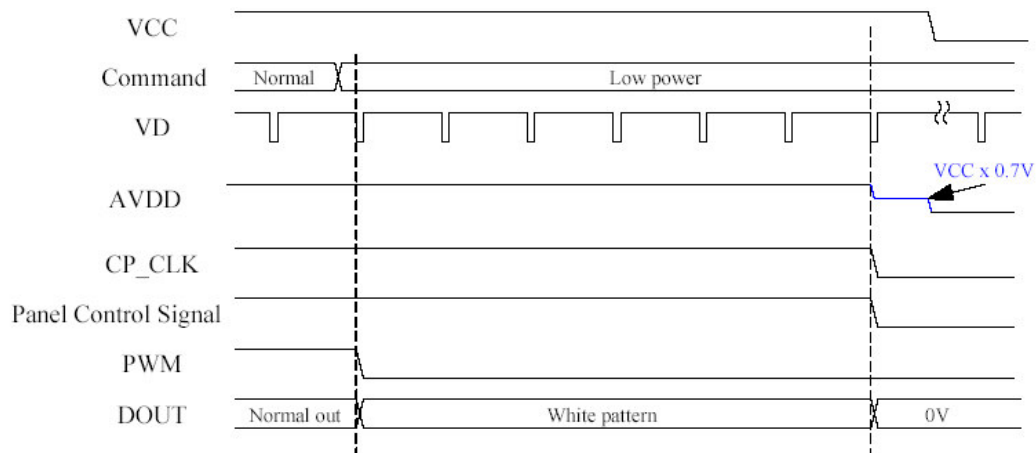 VCC
Command Normal Low power
VD
VCC x 0.7V
AVDD
CP_CLK
Panel Control Signal
PWM
DOUT Normal out White pattern 0V